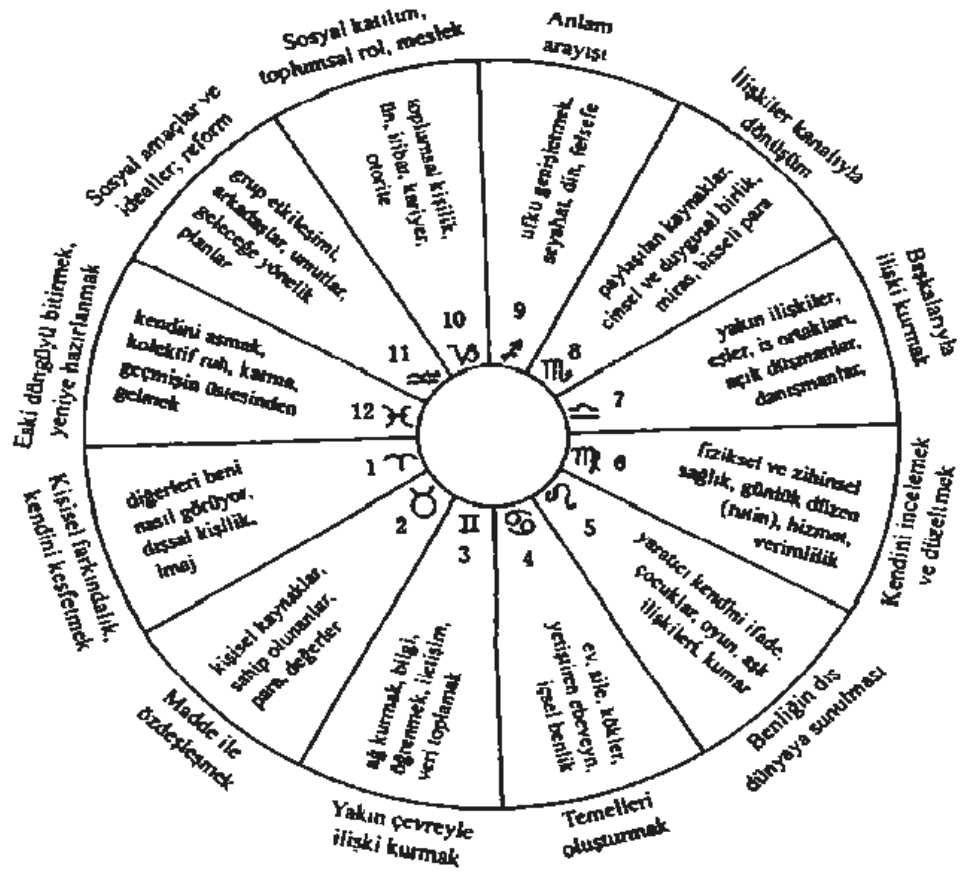 Sosyal katılım,
toplumsal rol, meslek
Anlam
arayışı
İlişkiler kanalıyla
dönüşüm
Başkalarıyla
ilişki kurmak
Kendini incelemek
ve düzeltmek
Benliğin dış
dünyaya sunulması
Temelleri
oluşturmak
Yakın çevreyle
ilişki kurmak
Madde ile
özdeşleşmek
Kişisel farkındalık,
kendini keşfetmek
Eski döngüyü bitirmek,
yeniye hazırlanmak
Sosyal amaçlar ve
idealler; reform
toplumsal kişilik,
ün, itibar, kariyer,
otorite
10 ♑
ufku genişletmek,
seyahat, din, felsefe
9 ♐
paylaşılan kaynaklar,
cinsel ve duygusal birlik,
miras, hisseli para
8 ♏
yakın ilişkiler,
eşler, iş ortakları,
açık düşmanlar,
danışmanlar,
7 ♎
fiziksel ve zihinsel
sağlık, günlük düzen
(rutin), hizmet,
verimlilik
6 ♍
yaratıcı kendini ifade,
çocuklar, oyun, aşk
ilişkileri, kumar
5 ♌
ev, aile, kökler,
yetiştiren ebeveyn,
içsel benlik
4 ♋
ağ kurmak, bilgi,
öğrenmek, iletişim,
veri toplamak
3 ♊
kişisel kaynaklar,
sahip olunanlar,
para, değerler
2 ♉
diğerleri beni
nasıl görüyor,
dışsal kişilik,
imaj
1 ♈
kendini aşmak,
kolektif ruh, karma,
geçmişin üstesinden
gelmek
12 ♓
grup etkileşimi,
arkadaşlar, umutlar,
geleceğe yönelik
planlar
11 ♒